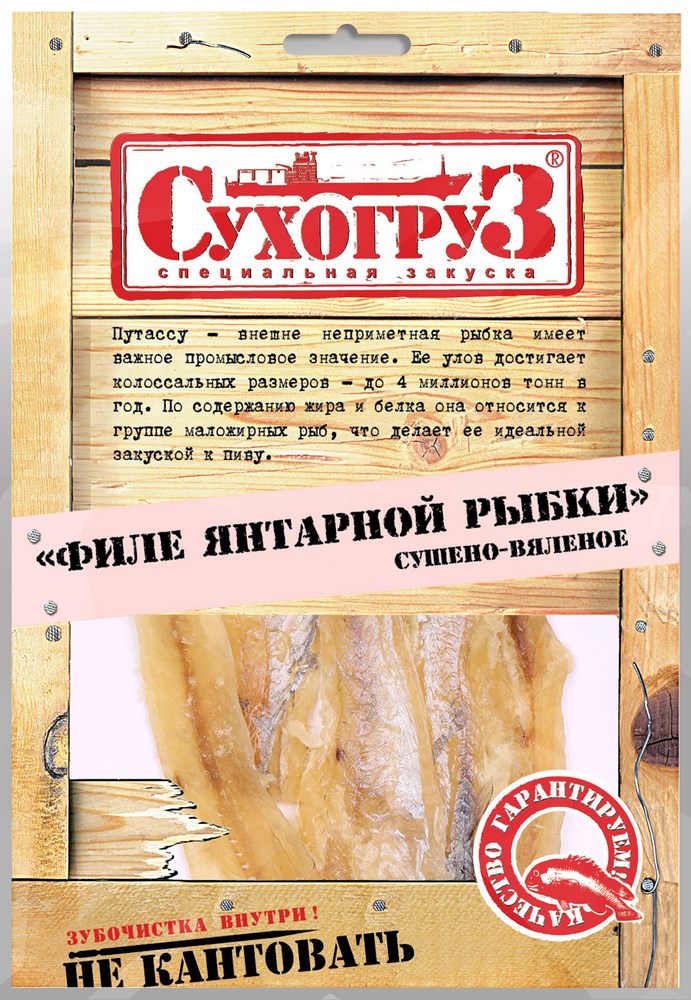 СУХОГРУЗ®
специальная закуска
Путассу – внешне неприметная рыбка имеет
важное промысловое значение. Ее улов достигает
колоссальных размеров – до 4 миллионов тонн в
год. По содержанию жира и белка она относится к
группе маложирных рыб, что делает ее идеальной
закуской к пиву.
«ФИЛЕ ЯНТАРНОЙ РЫБКИ»
СУШЕНО-ВЯЛЕНОЕ
КАЧЕСТВО ГАРАНТИРУЕМ!
ЗУБОЧИСТКА ВНУТРИ!
НЕ КАНТОВАТЬ